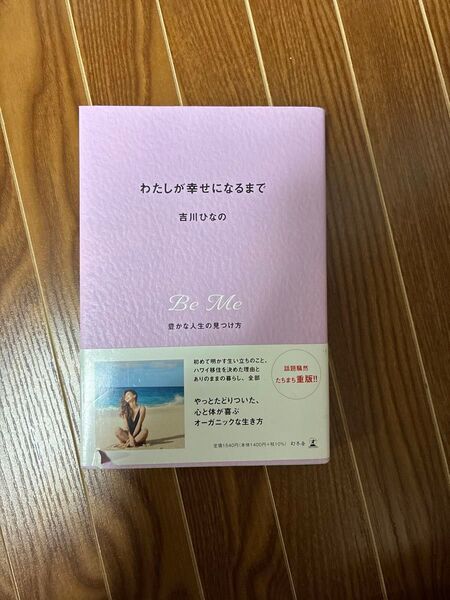 わたしが幸せになるまで
吉川ひなの
Be Me
豊かな人生の見つけ方
初めて明かす生い立ちのこと、
ハワイ移住を決めた理由と
ありのままの暮らし、全部
やっとたどりついた、
心と体が喜ぶ
オーガニックな生き方
話題騒然
たちまち重版!!
定価1540円(本体1400円+税10%)
幻冬舎